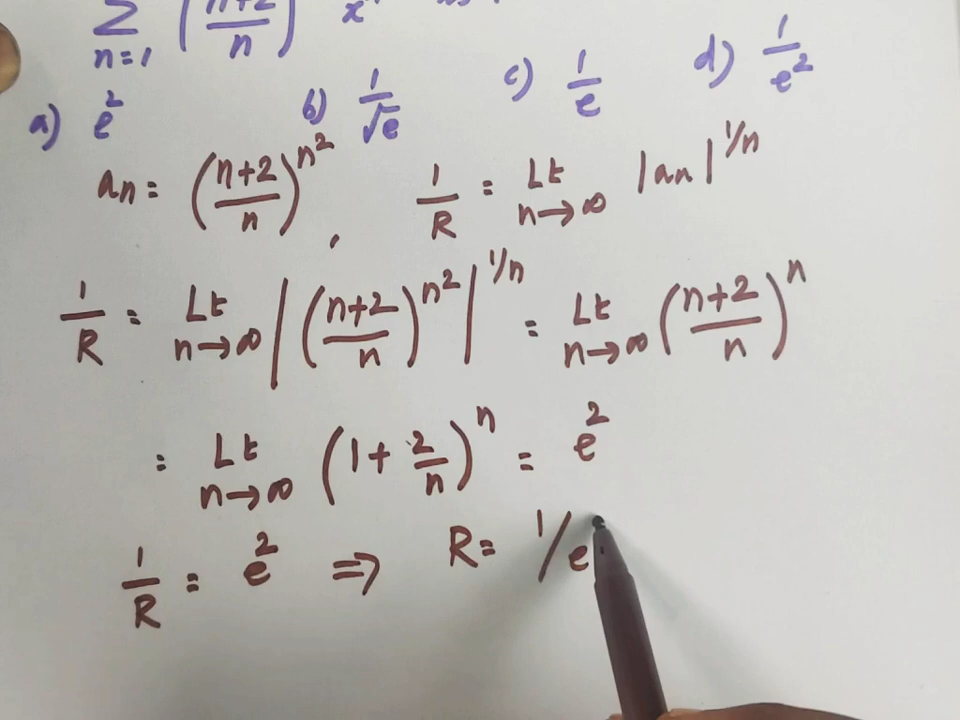 ∑ n=1 (n+2/n) x
a) e² b) 1/√e c) 1/e d) 1/e²
an = (n+2/n)^n², 1/R = Lt n→∞ |an|^1/n
1/R = Lt n→∞ |(n+2/n)^n²|^1/n = Lt n→∞ (n+2/n)^n
= Lt n→∞ (1+2/n)^n = e²
1/R = e² ⇒ R = 1/e